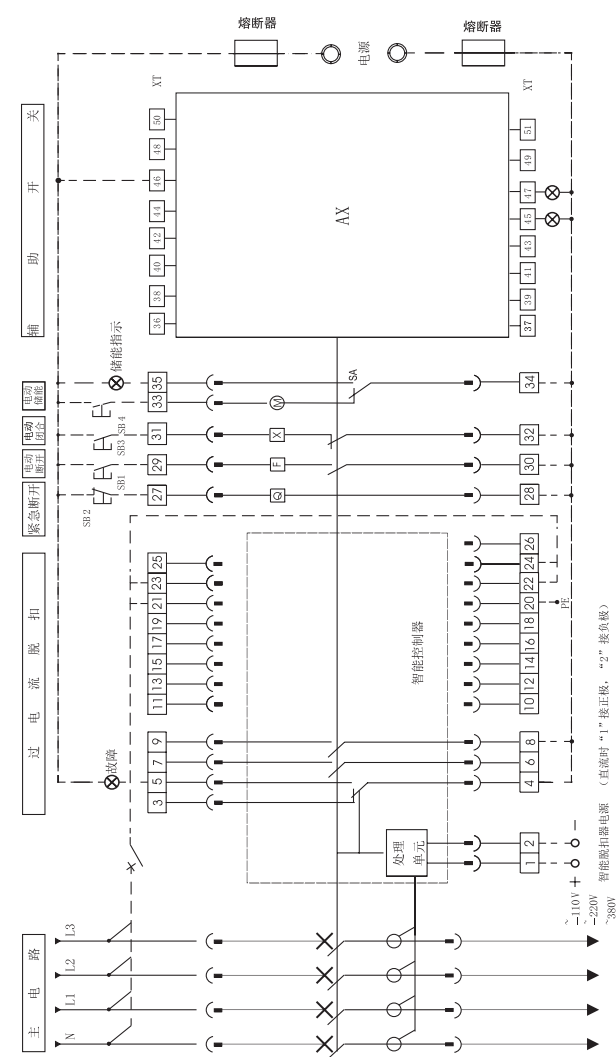 熔断器
电源
熔断器
XT
XT
辅 助 开 关
50
48
46
44
42
40
38
36
AX
51
49
47
45
43
41
39
37
电动
储能
电动
闭合
电动
断开
紧急断开
储能指示
SB4
SB3
SB1
SB2
35
33
31
29
27
SA
M
X
F
Q
34
32
30
28
过 电 流 脱 扣
25
23
21
19
17
15
13
11
9
7
5
3
故障
智能控制器
26
24
22
20
18
16
14
12
10
8
6
4
2
1
PE
处理
单元
智能脱扣器电源 (直流时“1”接正极，“2”接负极)
+ −
—110V
~
—220V
~
380V
~
主 电 路
L3
L2
L1
N